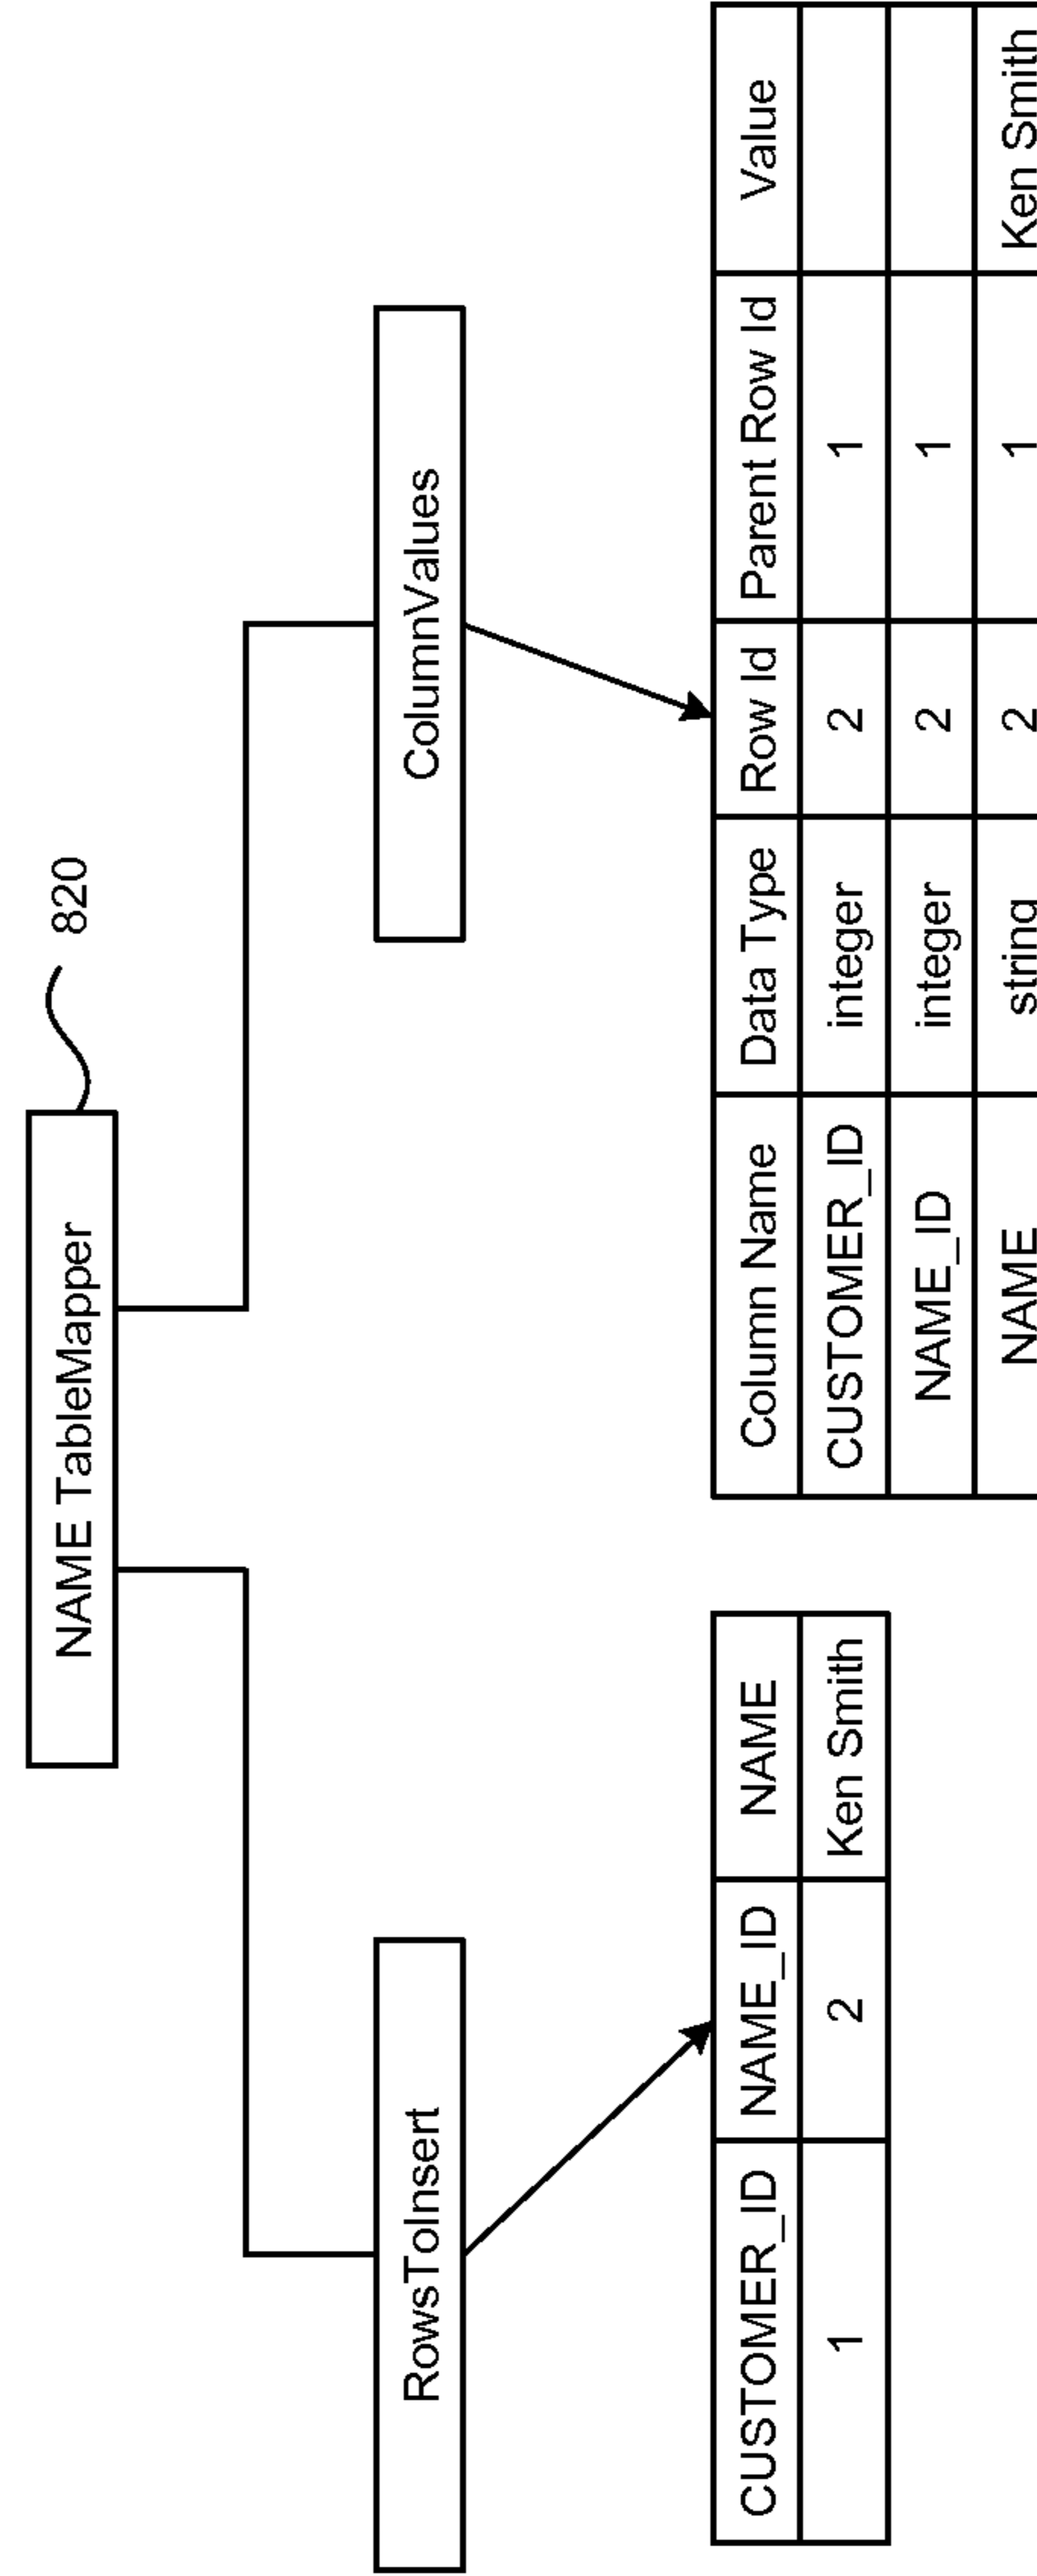 NAME TableMapper
820
RowsToInsert
ColumnValues
CUSTOMER_ID NAME_ID NAME
1 2 Ken Smith
Column Name Data Type Row Id Parent Row Id Value
CUSTOMER_ID integer 2 1
NAME_ID integer 2 1
NAME string 2 1 Ken Smith